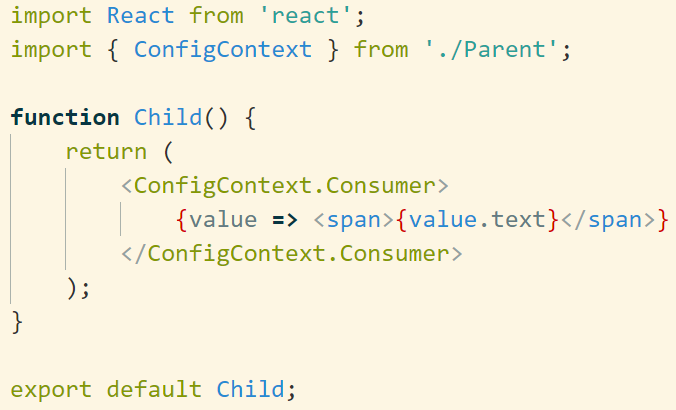 import React from 'react';
import { ConfigContext } from './Parent';
function Child() {
    return (
        <ConfigContext.Consumer>
            {value => <span>{value.text}</span>}
        </ConfigContext.Consumer>
    );
}
export default Child;